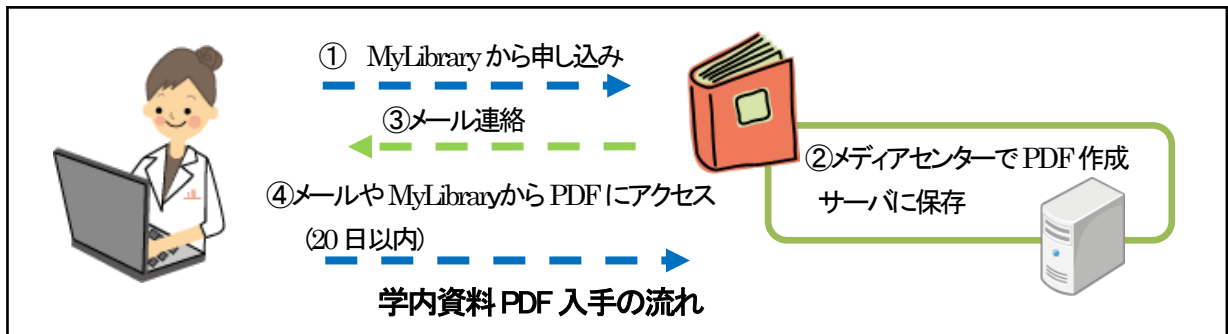 ① MyLibraryから申し込み
③メール連絡
②メディアセンターでPDF作成
サーバに保存
④メールやMyLibraryからPDFにアクセス
(20日以内)
学内資料PDF入手の流れ